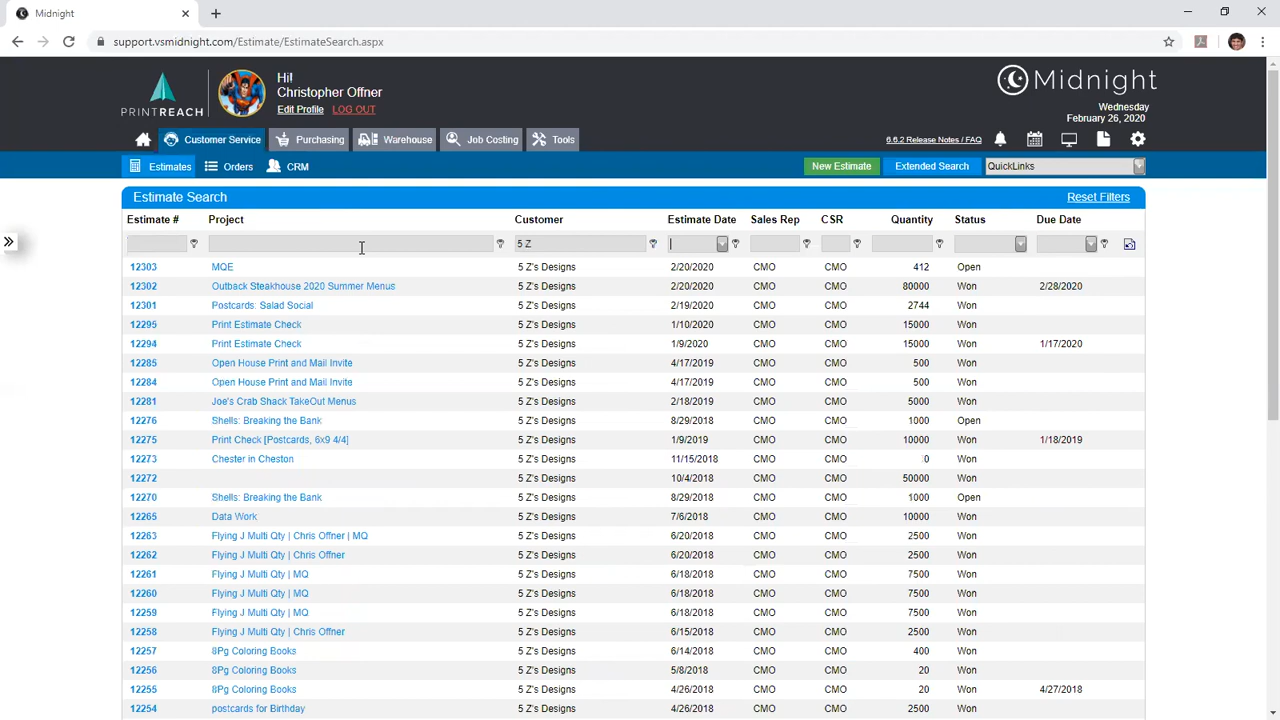 Midnight
support.vsmidnight.com/Estimate/EstimateSearch.aspx
PRINTREACH
Hi!
Christopher Offner
Edit Profile LOG OUT
Midnight
Wednesday
February 26, 2020
Customer Service Purchasing Warehouse Job Costing Tools
6.6.2 Release Notes / FAQ
Estimates Orders CRM New Estimate Extended Search QuickLinks
Estimate Search Reset Filters
Estimate # Project Customer Estimate Date Sales Rep CSR Quantity Status Due Date
5 Z
12303 MQE 5 Z's Designs 2/20/2020 CMO CMO 412 Open
12302 Outback Steakhouse 2020 Summer Menus 5 Z's Designs 2/20/2020 CMO CMO 80000 Won 2/28/2020
12301 Postcards: Salad Social 5 Z's Designs 2/19/2020 CMO CMO 2744 Won
12295 Print Estimate Check 5 Z's Designs 1/10/2020 CMO CMO 15000 Won
12294 Print Estimate Check 5 Z's Designs 1/9/2020 CMO CMO 15000 Won 1/17/2020
12285 Open House Print and Mail Invite 5 Z's Designs 4/17/2019 CMO CMO 500 Won
12284 Open House Print and Mail Invite 5 Z's Designs 4/17/2019 CMO CMO 500 Won
12281 Joe's Crab Shack TakeOut Menus 5 Z's Designs 2/18/2019 CMO CMO 5000 Won
12276 Shells: Breaking the Bank 5 Z's Designs 8/29/2018 CMO CMO 1000 Open
12275 Print Check [Postcards, 6x9 4/4] 5 Z's Designs 1/9/2019 CMO CMO 10000 Won 1/18/2019
12273 Chester in Cheston 5 Z's Designs 11/15/2018 CMO CMO 0 Won
12272 5 Z's Designs 10/4/2018 CMO CMO 50000 Won
12270 Shells: Breaking the Bank 5 Z's Designs 8/29/2018 CMO CMO 1000 Open
12265 Data Work 5 Z's Designs 7/6/2018 CMO CMO 10000 Won
12263 Flying J Multi Qty | Chris Offner | MQ 5 Z's Designs 6/20/2018 CMO CMO 2500 Won
12262 Flying J Multi Qty | Chris Offner 5 Z's Designs 6/20/2018 CMO CMO 2500 Won
12261 Flying J Multi Qty | MQ 5 Z's Designs 6/18/2018 CMO CMO 7500 Won
12260 Flying J Multi Qty | MQ 5 Z's Designs 6/18/2018 CMO CMO 7500 Won
12259 Flying J Multi Qty | MQ 5 Z's Designs 6/18/2018 CMO CMO 7500 Won
12258 Flying J Multi Qty | Chris Offner 5 Z's Designs 6/15/2018 CMO CMO 2500 Won
12257 8Pg Coloring Books 5 Z's Designs 6/14/2018 CMO CMO 400 Won
12256 8Pg Coloring Books 5 Z's Designs 5/8/2018 CMO CMO 20 Won
12255 8Pg Coloring Books 5 Z's Designs 4/26/2018 CMO CMO 20 Won 4/27/2018
12254 postcards for Birthday 5 Z's Designs 4/26/2018 CMO CMO 2500 Won